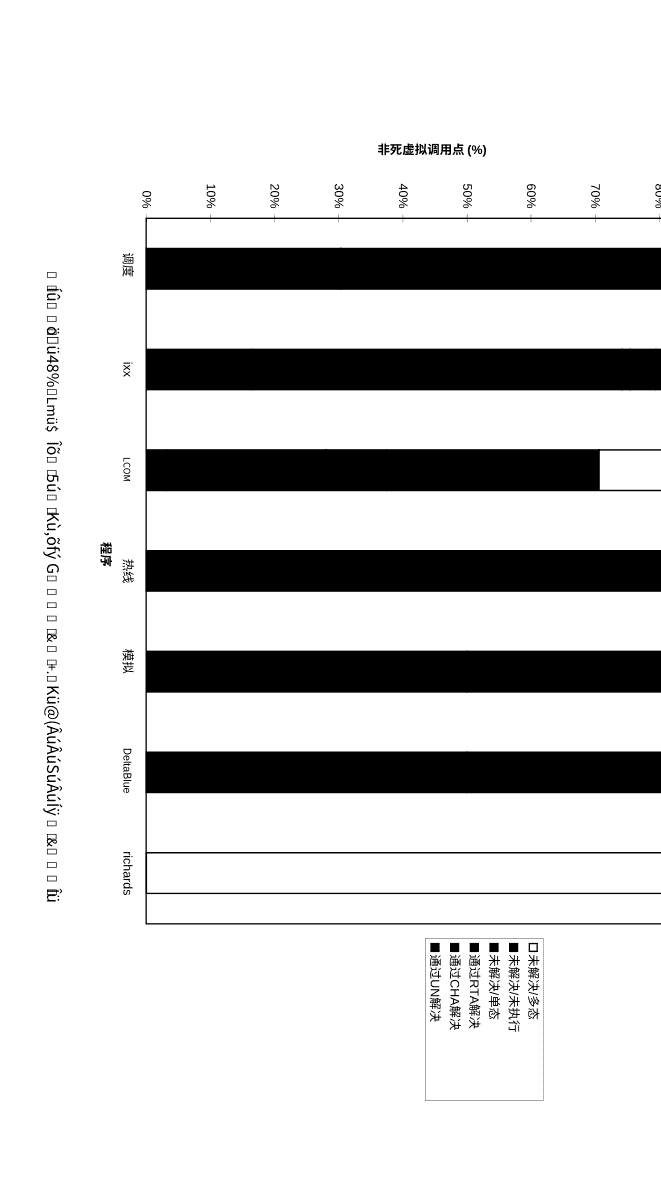 非死虚拟调用点 (%)
0%
10%
20%
30%
40%
50%
60%
70%
80%
调度
ixx
LCOM
热线
模拟
DeltaBlue
richards
程序
未解决/多态
未解决/未执行
未解决/单态
通过RTA解决
通过CHA解决
通过UN解决